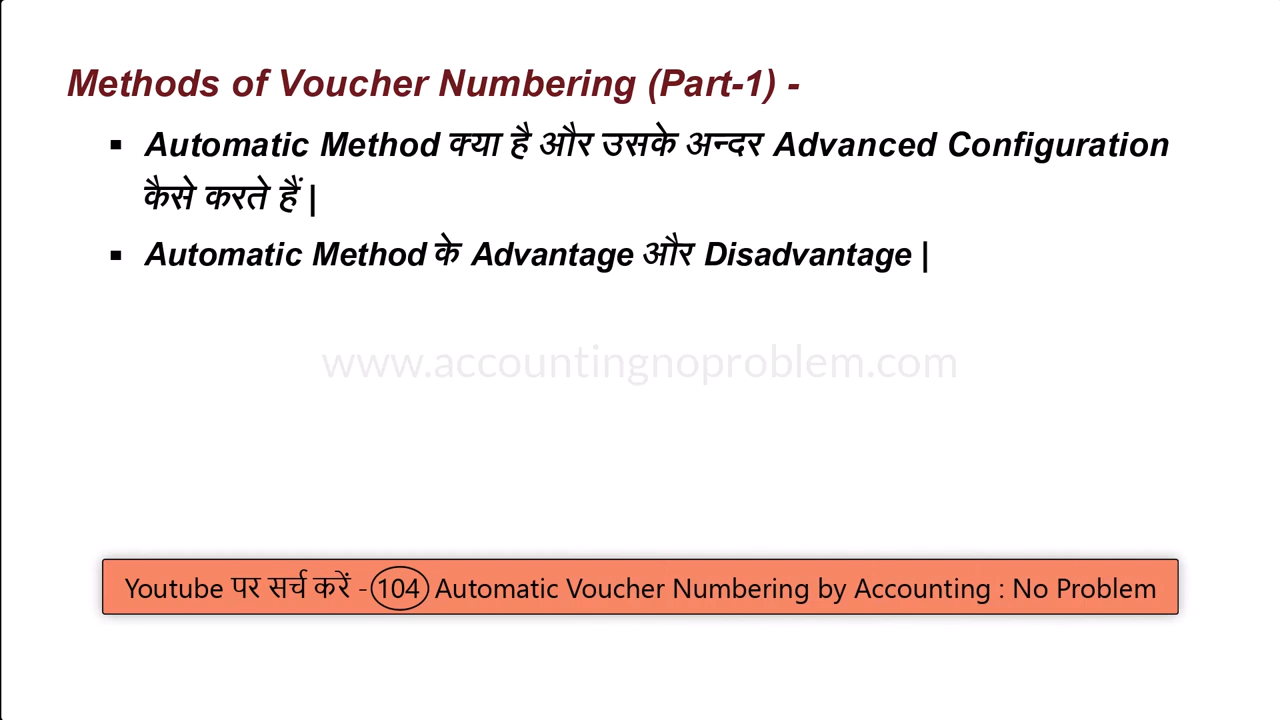 Methods of Voucher Numbering (Part-1) -
▪ Automatic Method क्या है और उसके अन्दर Advanced Configuration
कैसे करते हैं |
▪ Automatic Method के Advantage और Disadvantage |
www.accountingnoproblem.com
Youtube पर सर्च करें - 104 Automatic Voucher Numbering by Accounting : No Problem